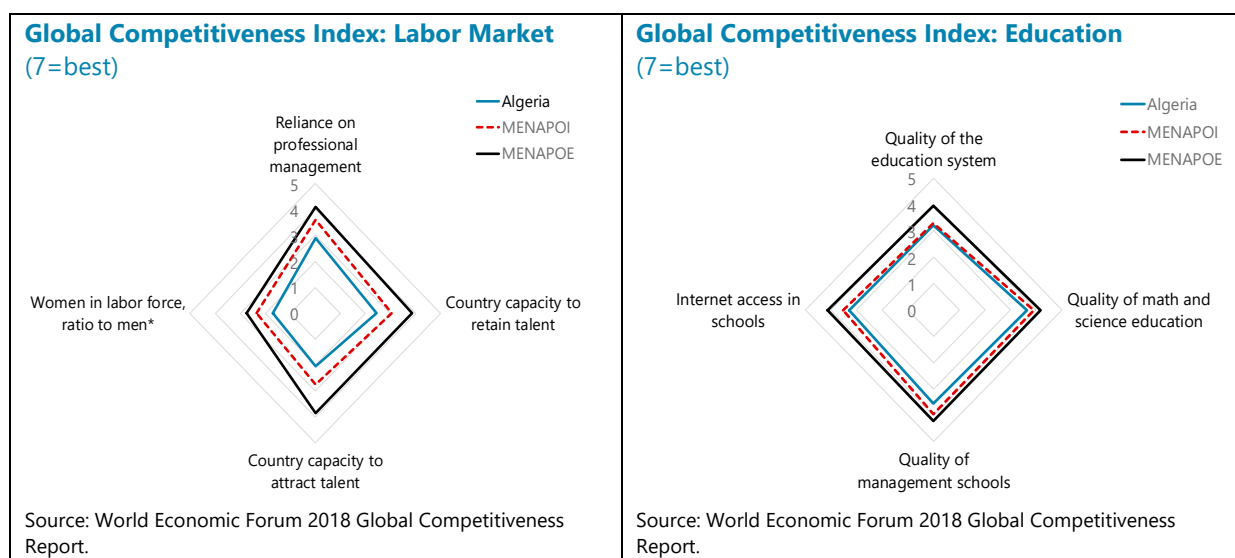 Global Competitiveness Index: Labor Market
(7=best)
Algeria
MENAPOI
MENAPOE
Reliance on
professional
management
5
4
3
2
1
0
Women in labor force,
ratio to men*
Country capacity to
retain talent
Country capacity to
attract talent
Source: World Economic Forum 2018 Global Competitiveness
Report.
Global Competitiveness Index: Education
(7=best)
Algeria
MENAPOI
MENAPOE
Quality of the
education system
5
4
3
2
1
0
Internet access in
schools
Quality of math and
science education
Quality of
management schools
Source: World Economic Forum 2018 Global Competitiveness
Report.